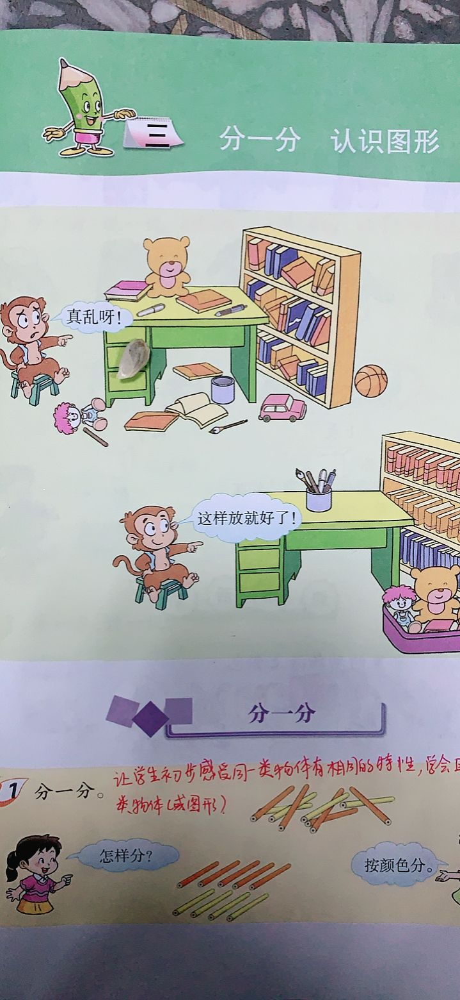 三
分一分 认识图形
真乱呀！
这样放就好了！
分一分
让学生初步感受同一类物体有相同的特性，学会
1 分一分。
类物体（或图形）
怎样分？
按颜色分。